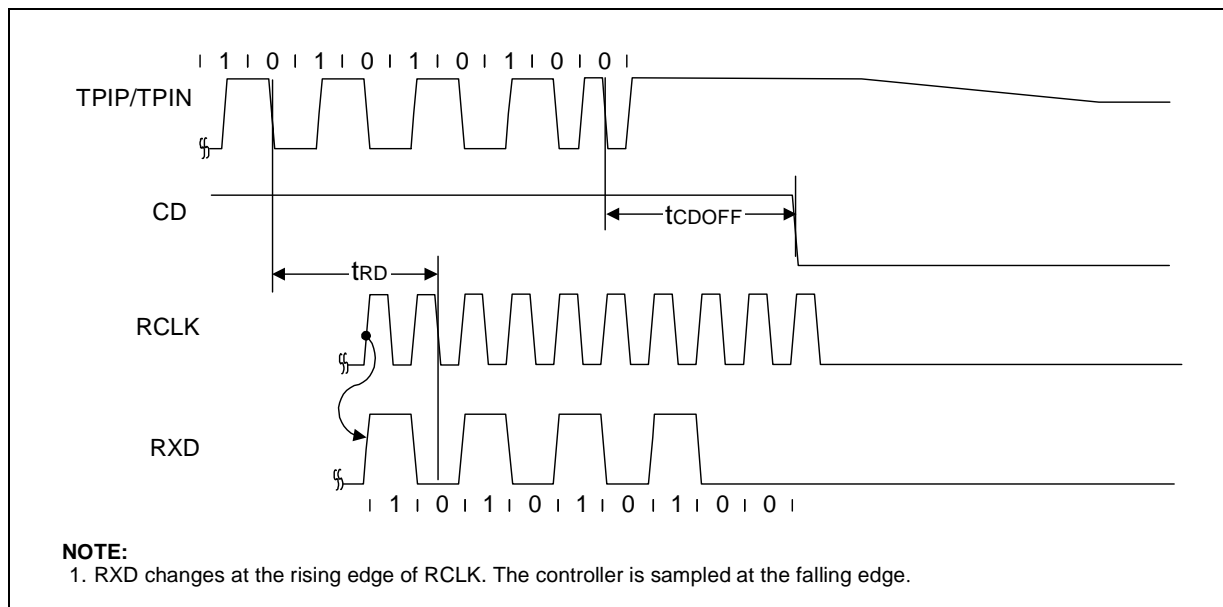 1 0 1 0 1 0 1 0 0
TPIP/TPIN
CD
tCDOFF
tRD
RCLK
RXD
1 0 1 0 1 0 1 0 0
NOTE:
1. RXD changes at the rising edge of RCLK. The controller is sampled at the falling edge.